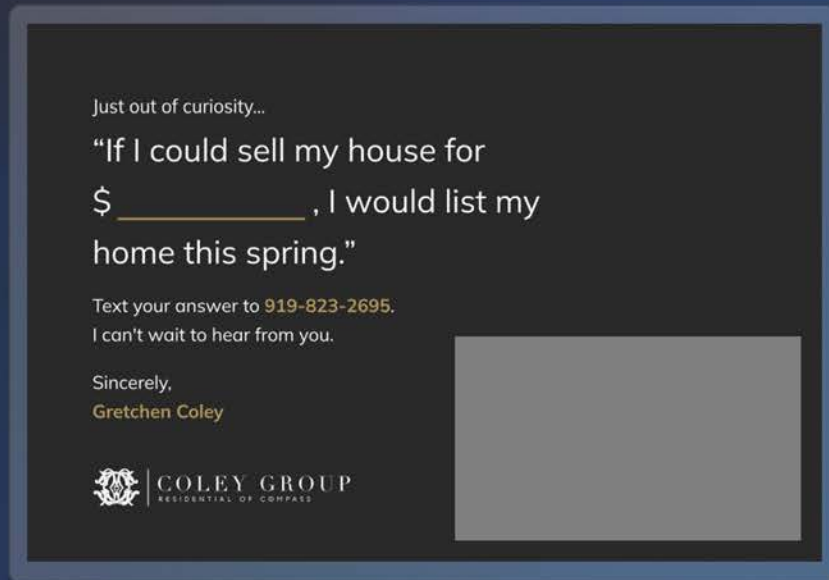 Just out of curiosity...
“If I could sell my house for
$ ____________ , I would list my
home this spring.”
Text your answer to 919-823-2695.
I can't wait to hear from you.
Sincerely,
Gretchen Coley
COLEY GROUP
RESIDENTIAL OF COMPASS